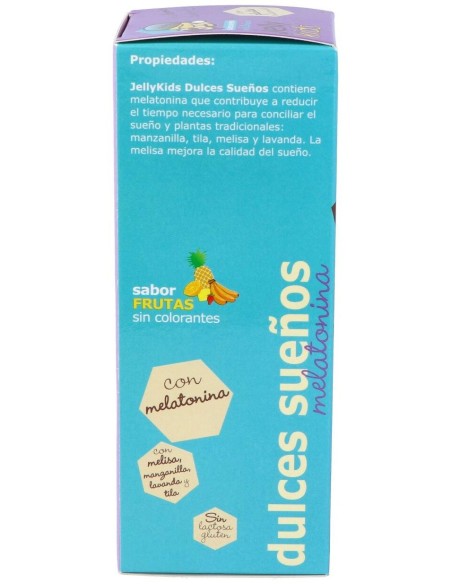 Propiedades:
JellyKids Dulces Sueños contiene
melatonina que contribuye a reducir
el tiempo necesario para conciliar el
sueño y plantas tradicionales:
manzanilla, tila, melisa y lavanda. La
melisa mejora la calidad del sueño.
sabor
FRUTAS
sin colorantes
con
melatonina
con
melisa,
manzanilla,
lavanda y
tila
Sin
lactosa
gluten
dulces sueños
melatonina